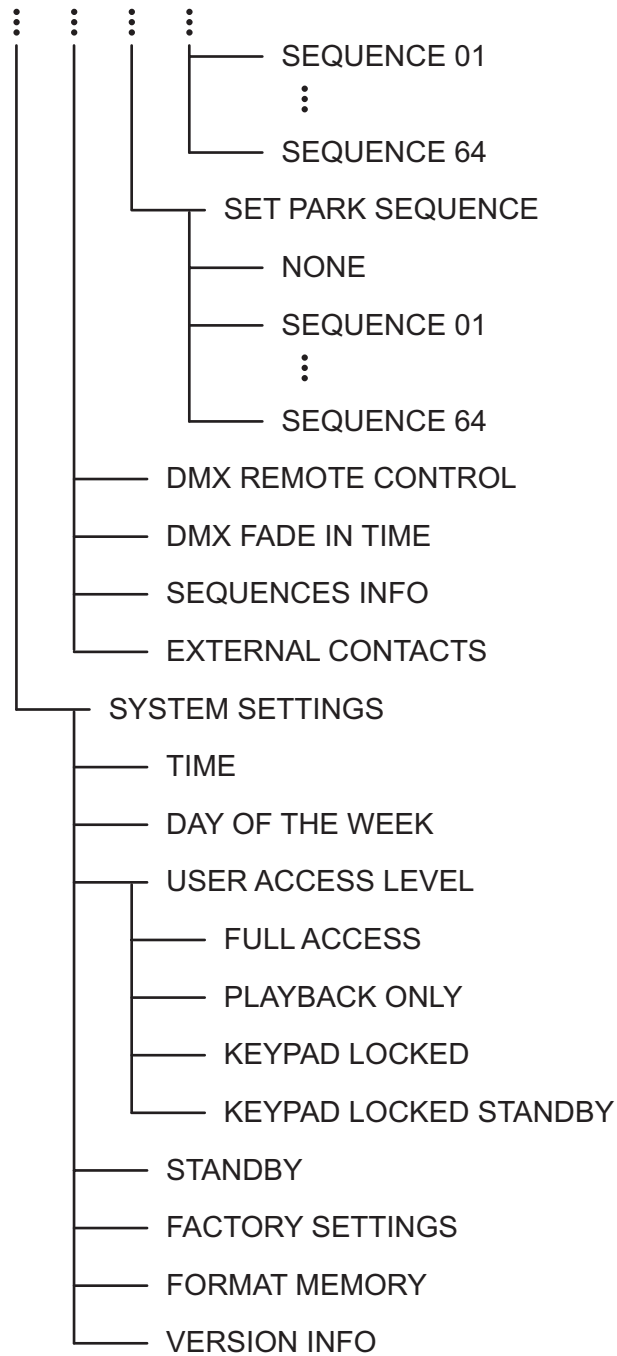 SEQUENCE 01
SEQUENCE 64
SET PARK SEQUENCE
NONE
SEQUENCE 01
SEQUENCE 64
DMX REMOTE CONTROL
DMX FADE IN TIME
SEQUENCES INFO
EXTERNAL CONTACTS
SYSTEM SETTINGS
TIME
DAY OF THE WEEK
USER ACCESS LEVEL
FULL ACCESS
PLAYBACK ONLY
KEYPAD LOCKED
KEYPAD LOCKED STANDBY
STANDBY
FACTORY SETTINGS
FORMAT MEMORY
VERSION INFO